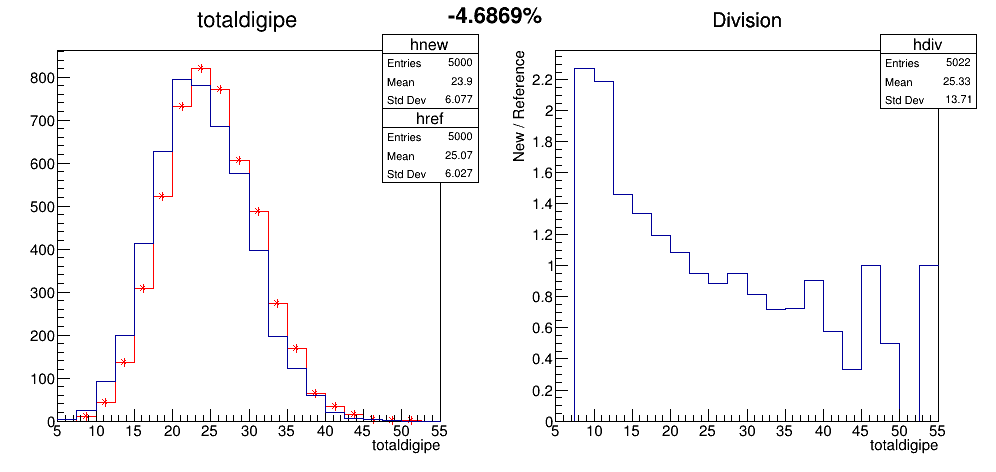 -4.6869%
totaldigipe
hnew
Entries 5000
Mean 23.9
Std Dev 6.077
href
Entries 5000
Mean 25.07
Std Dev 6.027
800
700
600
500
400
300
200
100
0
5 10 15 20 25 30 35 40 45 50 55
totaldigipe
Division
hdiv
Entries 5022
Mean 25.33
Std Dev 13.71
New / Reference
2.2
2
1.8
1.6
1.4
1.2
1
0.8
0.6
0.4
0.2
0
5 10 15 20 25 30 35 40 45 50 55
totaldigipe